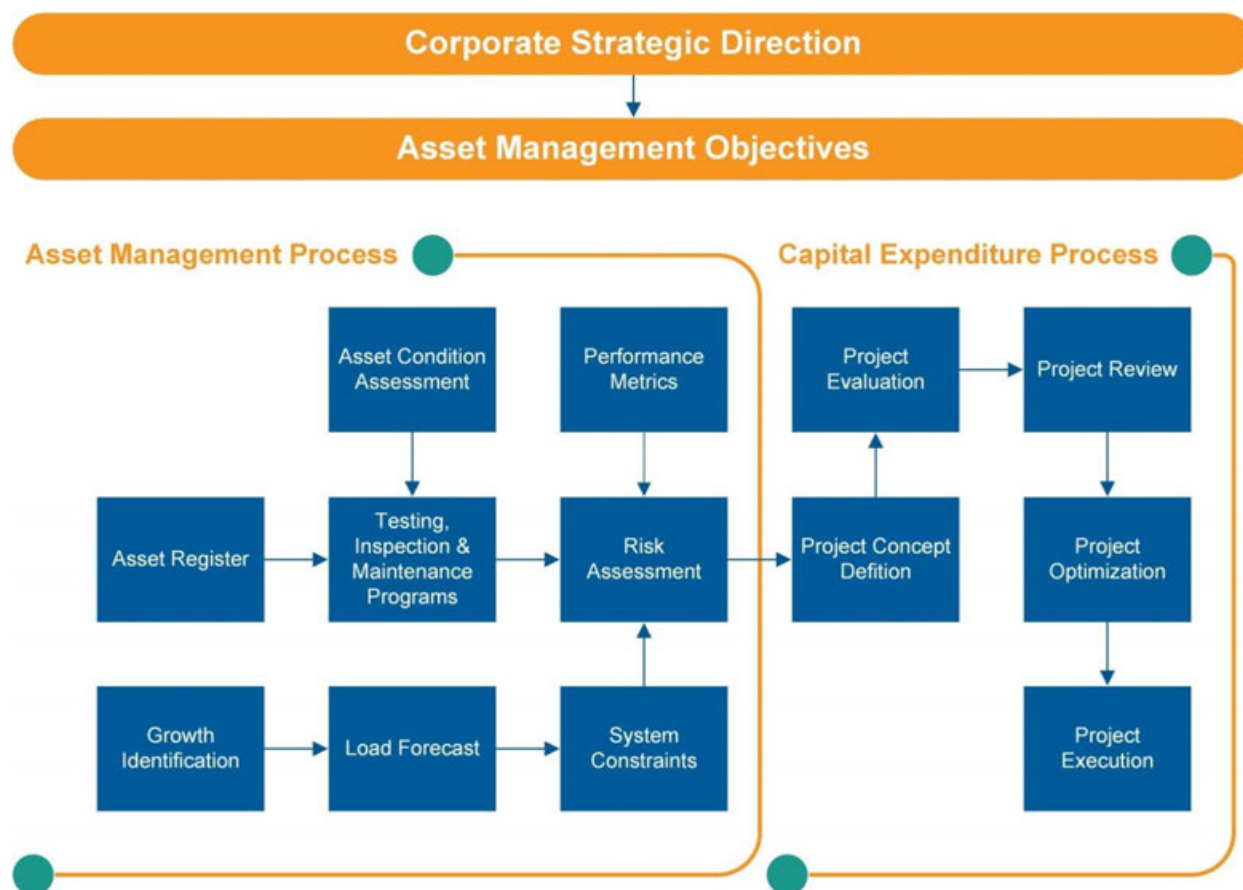 Corporate Strategic Direction
Asset Management Objectives
Asset Management Process
Capital Expenditure Process
Asset Condition
Assessment
Performance
Metrics
Project
Evaluation
Project Review
Asset Register
Testing,
Inspection &
Maintenance
Programs
Risk
Assessment
Project Concept
Defition
Project
Optimization
Growth
Identification
Load Forecast
System
Constraints
Project
Execution